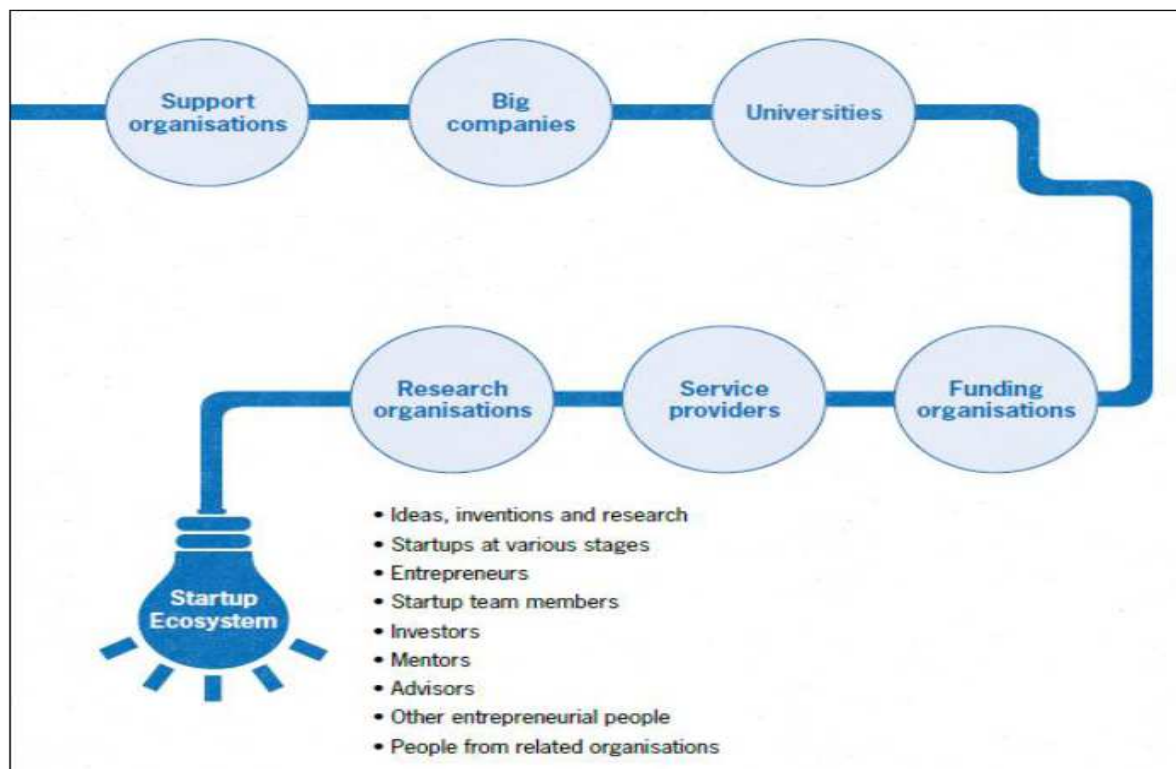 Support
organisations
Big
companies
Universities
Research
organisations
Service
providers
Funding
organisations
Startup
Ecosystem
• Ideas, inventions and research
• Startups at various stages
• Entrepreneurs
• Startup team members
• Investors
• Mentors
• Advisors
• Other entrepreneurial people
• People from related organisations